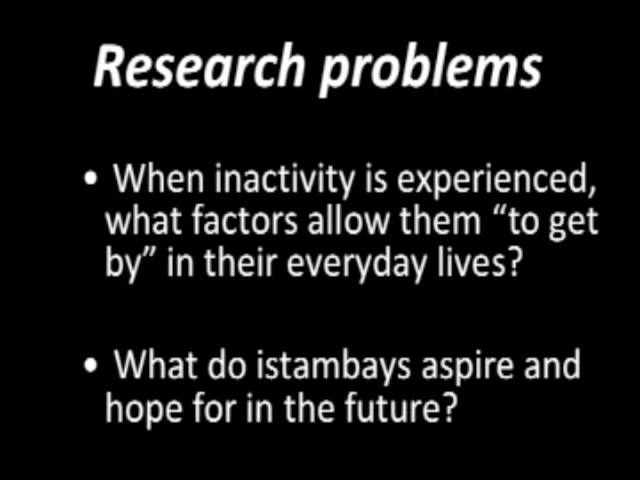 Research problems
• When inactivity is experienced,
what factors allow them “to get
by” in their everyday lives?
• What do istambays aspire and
hope for in the future?